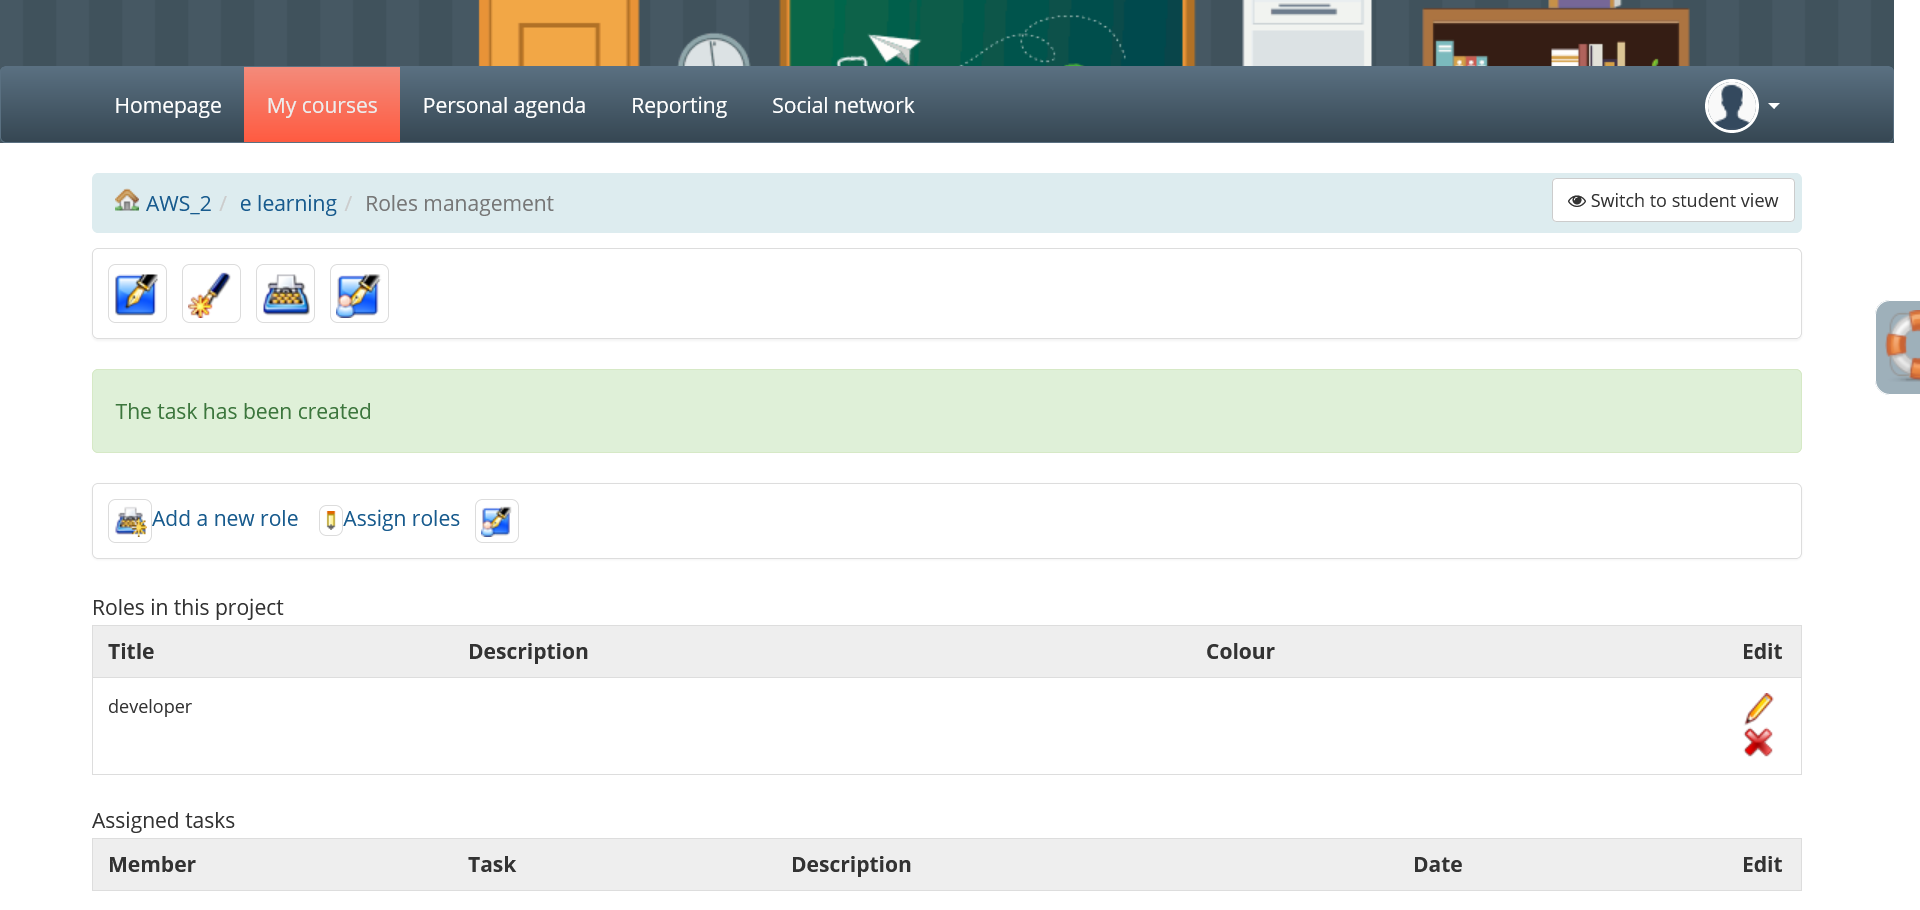 Homepage
My courses
Personal agenda
Reporting
Social network
AWS_2 / e learning / Roles management
Switch to student view
The task has been created
Add a new role
Assign roles
Roles in this project
Title Description Colour Edit
developer
Assigned tasks
Member Task Description Date Edit